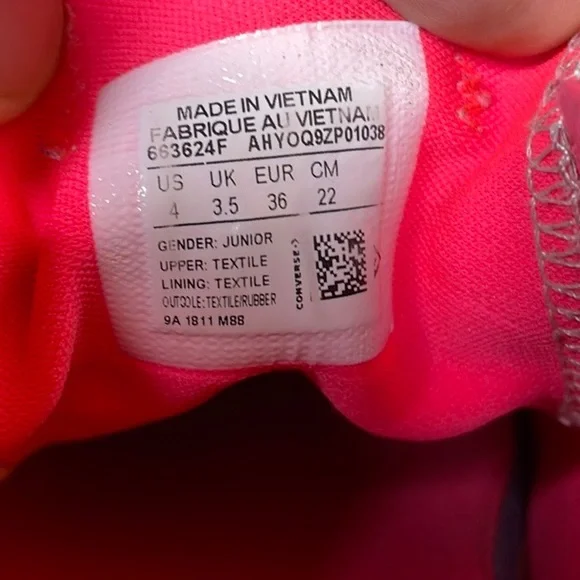 MADE IN VIETNAM
FABRIQUE AU VIETNAM
663624F AHYOQ9ZP01038
US UK EUR CM
4 3.5 36 22
GENDER: JUNIOR
UPPER: TEXTILE
LINING: TEXTILE
OUTSOLE: TEXTILE/RUBBER
9A 1811 M88
CONVERSE